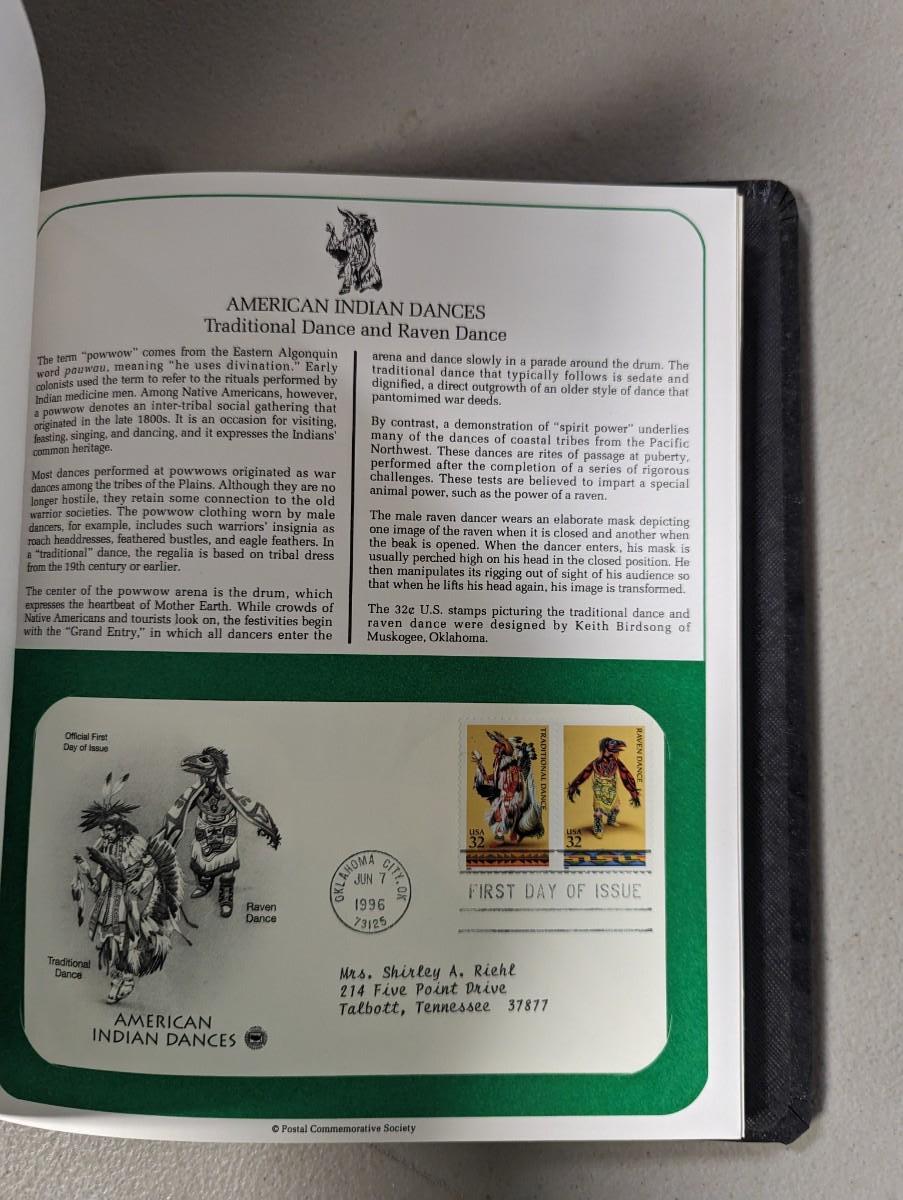 AMERICAN INDIAN DANCES
Traditional Dance and Raven Dance
The term "powwow" comes from the Eastern Algonquin
word pauwau, meaning "he uses divination." Early
colonists used the term to refer to the rituals performed by
Indian medicine men. Among Native Americans, however,
a powwow denotes an inter-tribal social gathering that
originated in the late 1800s. It is an occasion for visiting,
feasting, singing, and dancing, and it expresses the Indians'
common heritage.
Most dances performed at powwows originated as war
dances among the tribes of the Plains. Although they are no
longer hostile, they retain some connection to the old
warrior societies. The powwow clothing worn by male
dancers, for example, includes such warriors' insignia as
roach headdresses, feathered bustles, and eagle feathers. In
a "traditional" dance, the regalia is based on tribal dress
from the 19th century or earlier.
The center of the powwow arena is the drum, which
expresses the heartbeat of Mother Earth. While crowds of
Native Americans and tourists look on, the festivities begin
with the "Grand Entry," in which all dancers enter the
arena and dance slowly in a parade around the drum. The
traditional dance that typically follows is sedate and
dignified, a direct outgrowth of an older style of dance that
pantomimed war deeds.
By contrast, a demonstration of "spirit power" underlies
many of the dances of coastal tribes from the Pacific
Northwest. These dances are rites of passage at puberty,
performed after the completion of a series of rigorous
challenges. These tests are believed to impart a special
animal power, such as the power of a raven.
The male raven dancer wears an elaborate mask depicting
one image of the raven when it is closed and another when
the beak is opened. When the dancer enters, his mask is
usually perched high on his head in the closed position. He
then manipulates its rigging out of sight of his audience so
that when he lifts his head again, his image is transformed.
The 32¢ U.S. stamps picturing the traditional dance and
raven dance were designed by Keith Birdsong of
Muskogee, Oklahoma.
Official First
Day of Issue
Raven
Dance
Traditional
Dance
AMERICAN
INDIAN DANCES
TRADITIONAL DANCE
USA
32
RAVEN DANCE
USA
32
OKLAHOMA CITY, OK
JUN 7
1996
73125
FIRST DAY OF ISSUE
Mrs. Shirley A. Riehl
214 Five Point Drive
Talbott, Tennessee 37877
© Postal Commemorative Society